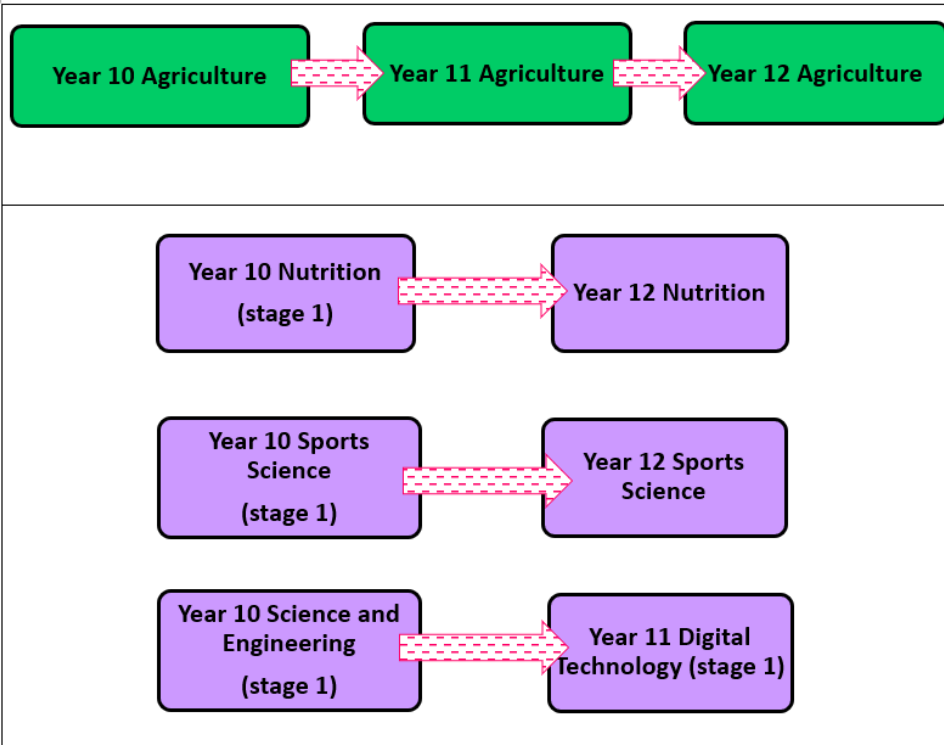 Year 10 Agriculture
Year 11 Agriculture
Year 12 Agriculture
Year 10 Nutrition
(stage 1)
Year 12 Nutrition
Year 10 Sports
Science
(stage 1)
Year 12 Sports
Science
Year 10 Science and
Engineering
(stage 1)
Year 11 Digital
Technology (stage 1)